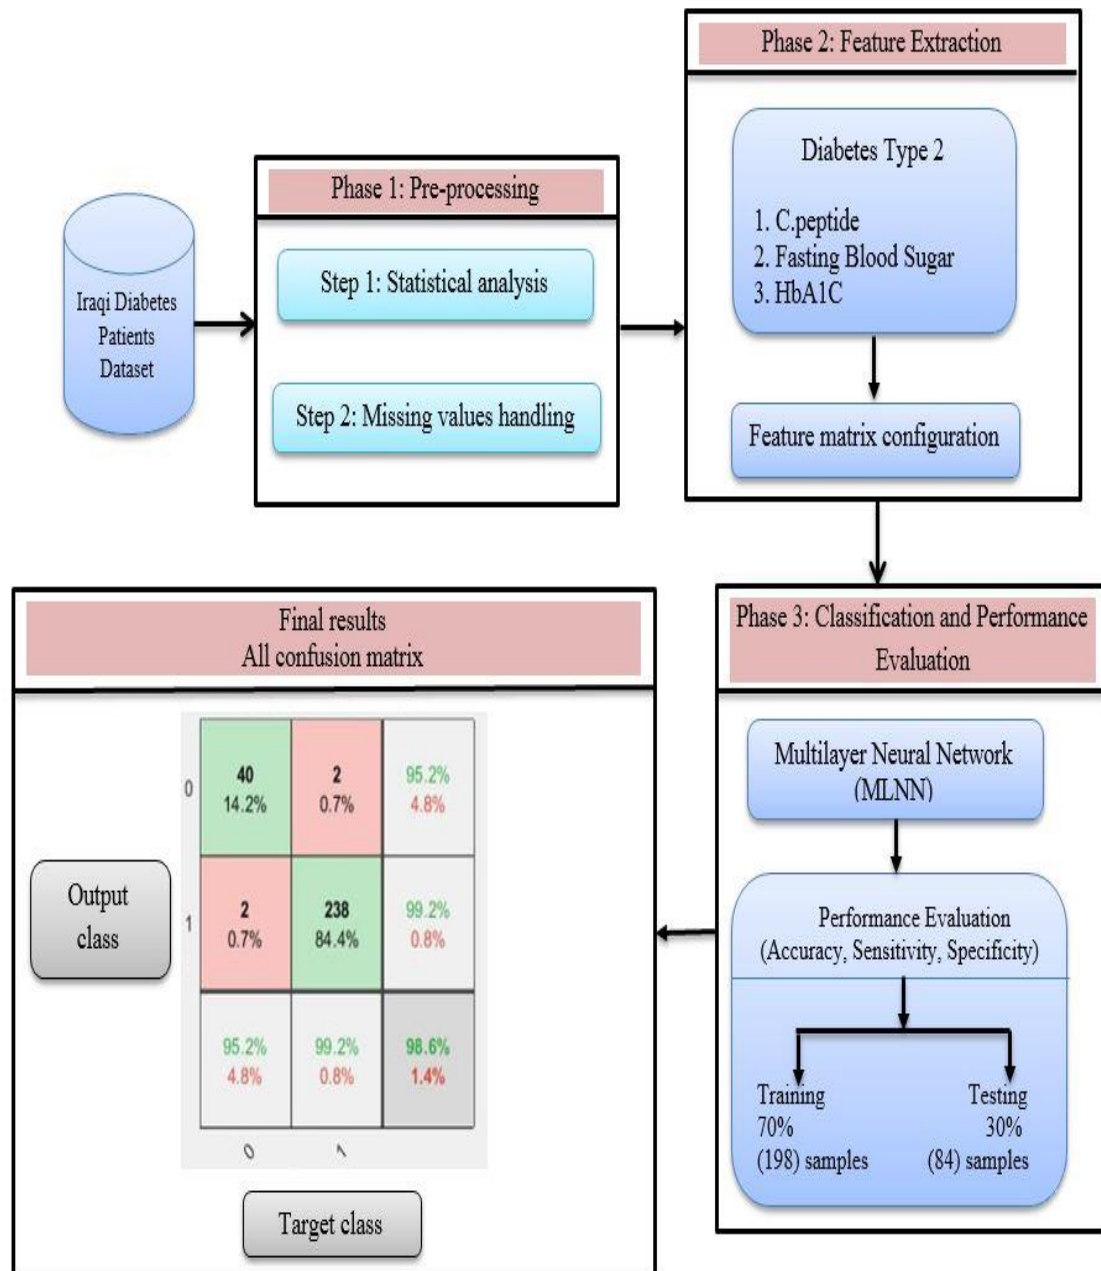 Iraqi Diabetes
Patients
Dataset
Phase 1: Pre-processing
Step 1: Statistical analysis
Step 2: Missing values handling
Phase 2: Feature Extraction
Diabetes Type 2
1. C.peptide
2. Fasting Blood Sugar
3. HbA1C
Feature matrix configuration
Phase 3: Classification and Performance
Evaluation
Multilayer Neural Network
(MLNN)
Performance Evaluation
(Accuracy, Sensitivity, Specificity)
Training
70%
(198) samples
Testing
30%
(84) samples
Final results
All confusion matrix
Output
class
0
40
14.2%
2
0.7%
95.2%
4.8%
1
2
0.7%
238
84.4%
99.2%
0.8%
95.2%
4.8%
99.2%
0.8%
98.6%
1.4%
0
1
Target class